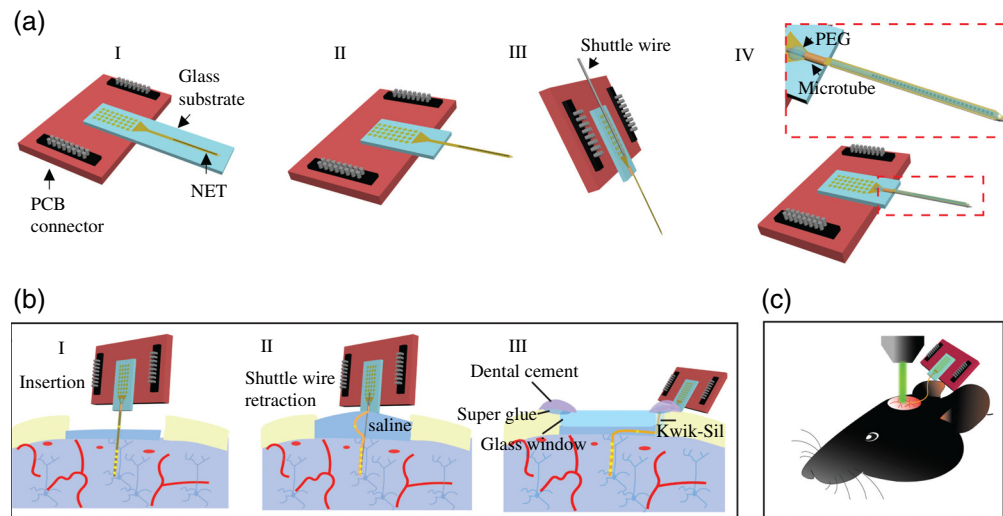 (a)
I
Glass
substrate
NET
PCB
connector
II
III
Shuttle wire
IV
PEG
Microtube
(b)
I
Insertion
II
Shuttle wire
retraction
saline
III
Dental cement
Super glue
Glass window
Kwik-Sil
(c)